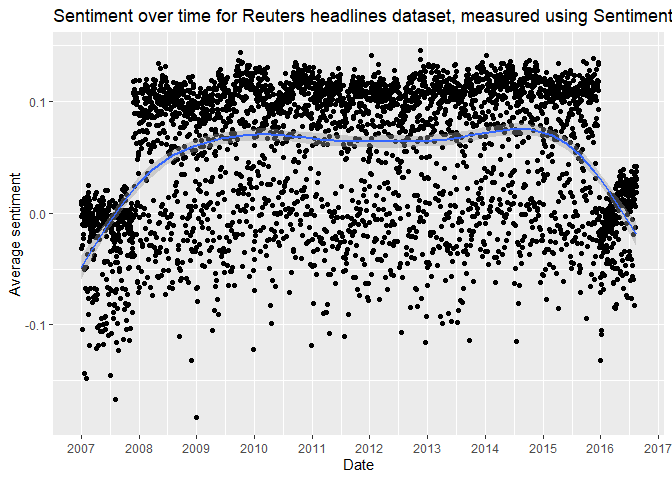 Sentiment over time for Reuters headlines dataset, measured using Sentiment
Average sentiment
0.1
0.0
-0.1
2007 2008 2009 2010 2011 2012 2013 2014 2015 2016 2017
Date